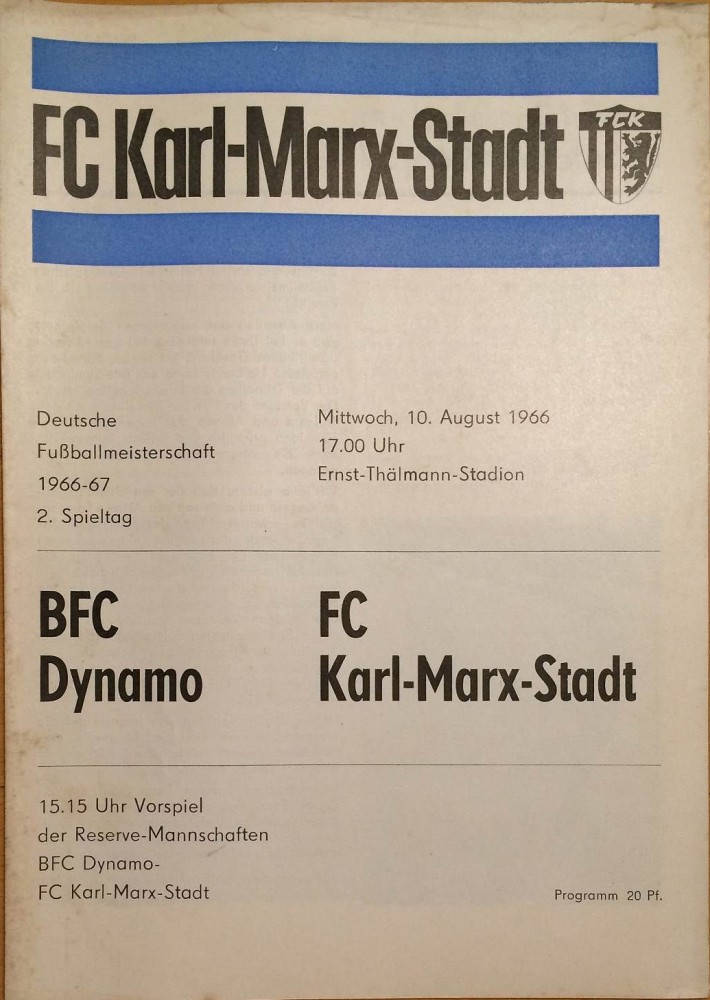 FC Karl-Marx-Stadt
FCK
Deutsche
Fußballmeisterschaft
1966-67
2. Spieltag
Mittwoch, 10. August 1966
17.00 Uhr
Ernst-Thälmann-Stadion
BFC
Dynamo
FC
Karl-Marx-Stadt
15.15 Uhr Vorspiel
der Reserve-Mannschaften
BFC Dynamo-
FC Karl-Marx-Stadt
Programm 20 Pf.